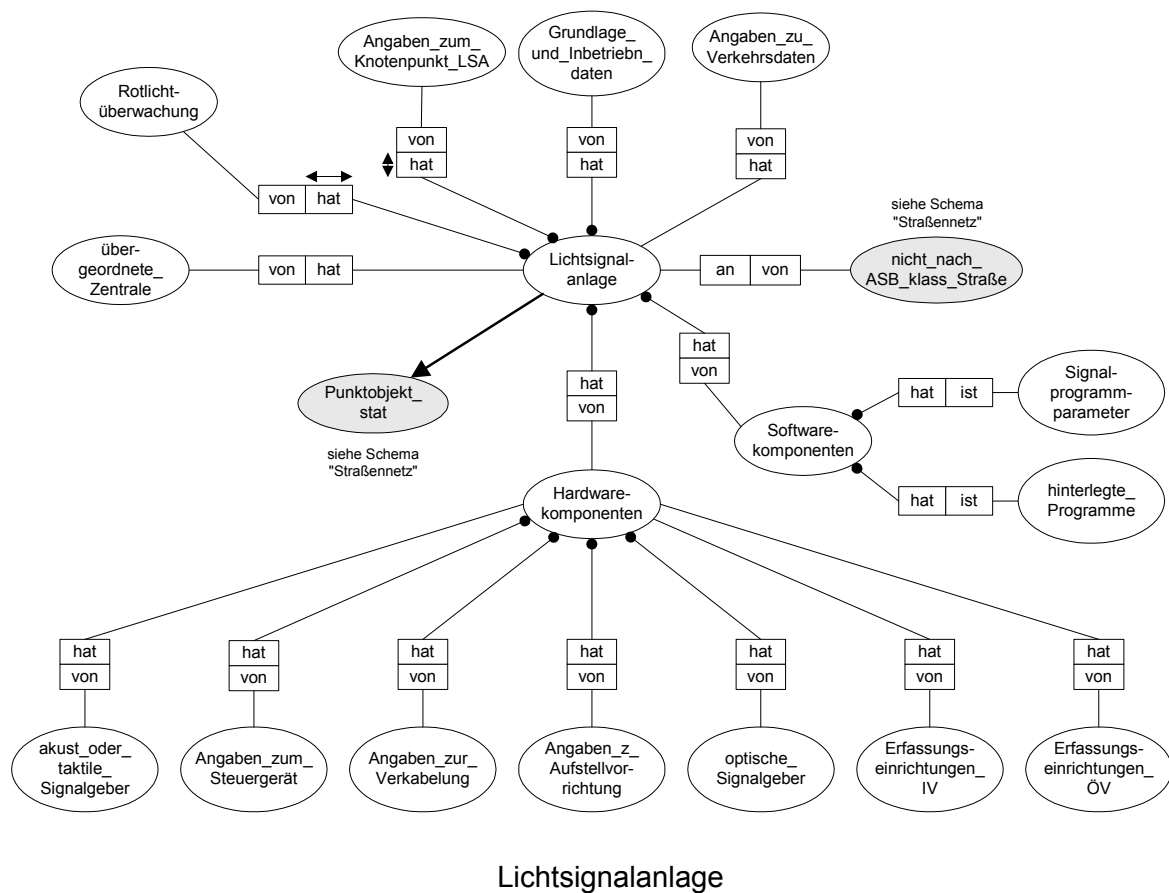 Grundlage_
und_Inbetriebn_
daten
Angaben_zum_
Knotenpunkt_LSA
Angaben_zu_
Verkehrsdaten
Rotlicht-
überwachung
von
hat
von
hat
von
hat
von
hat
siehe Schema
"Straßennetz"
über-
geordnete_
Zentrale
von
hat
Lichtsignal-
anlage
an
von
nicht_nach_
ASB_klass_Straße
hat
von
Punktobjekt_
stat
siehe Schema
"Straßennetz"
hat
von
hat
ist
Signal-
programm-
parameter
Software-
komponenten
hat
ist
hinterlegte_
Programme
Hardware-
komponenten
hat
von
hat
von
hat
von
hat
von
hat
von
hat
von
hat
von
akust_oder_
taktile_
Signalgeber
Angaben_zum_
Steuergerät
Angaben_zur_
Verkabelung
Angaben_z_
Aufstellvor-
richtung
optische_
Signalgeber
Erfassungs-
einrichtungen_
IV
Erfassungs-
einrichtungen_
ÖV
Lichtsignalanlage